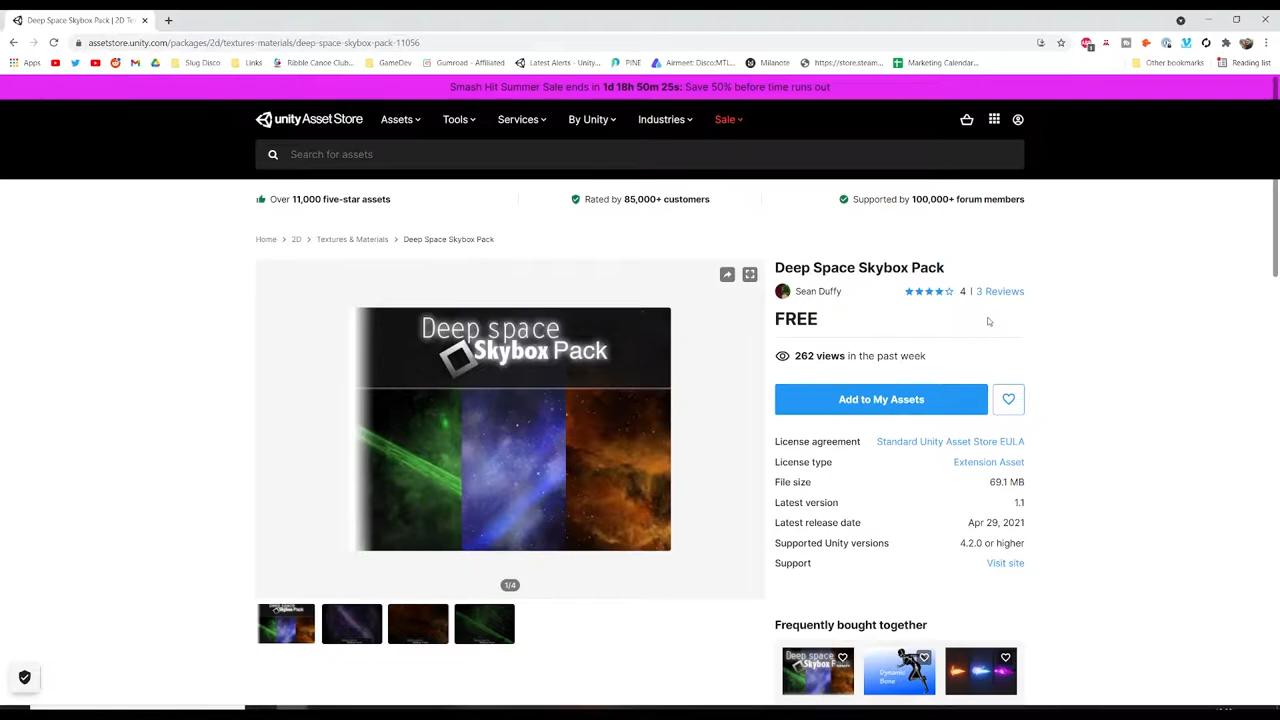 Deep Space Skybox Pack | 2D Te
assetstore.unity.com/packages/2d/textures-materials/deep-space-skybox-pack-11056
Apps Slug Disco Links Ribble Canoe Club... GameDev Gumroad - Affiliated Latest Alerts - Unity... PINE Airmeet: Disco:MTL... Milanote https://store.steam... Marketing Calendar... Other bookmarks Reading list
Smash Hit Summer Sale ends in 1d 18h 50m 25s: Save 50% before time runs out
unity Asset Store Assets Tools Services By Unity Industries Sale
Search for assets
Over 11,000 five-star assets Rated by 85,000+ customers Supported by 100,000+ forum members
Home > 2D > Textures & Materials > Deep Space Skybox Pack
Deep space
Skybox Pack
1/4
Deep Space Skybox Pack
Sean Duffy 4 | 3 Reviews
FREE
262 views in the past week
Add to My Assets
License agreement Standard Unity Asset Store EULA
License type Extension Asset
File size 69.1 MB
Latest version 1.1
Latest release date Apr 29, 2021
Supported Unity versions 4.2.0 or higher
Support Visit site
Frequently bought together
Deep space
Skybox Pa
Dynamic
Bone